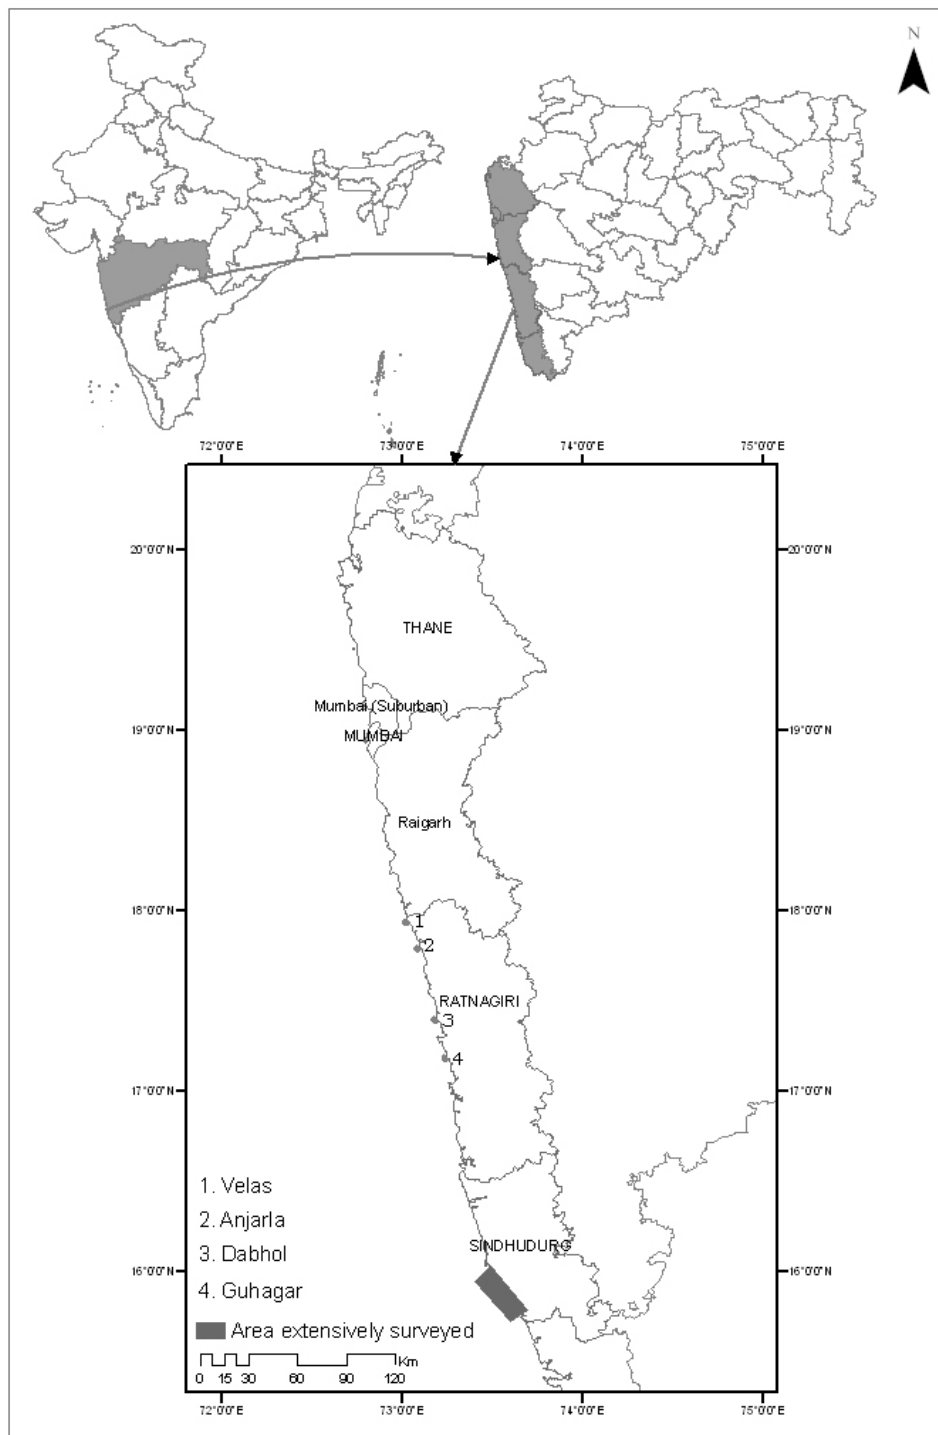 N
72°0'0"E 73°0'0"E 74°0'0"E 75°0'0"E
20°0'0"N 20°0'0"N
THANE
Mumbai (Suburban)
19°0'0"N 19°0'0"N
MUMBAI
Raigarh
18°0'0"N 18°0'0"N
1
2
RATNAGIRI
3
4
17°0'0"N 17°0'0"N
1. Velas
2. Anjarla
SINDHUDURG
3. Dabhol
16°0'0"N 16°0'0"N
4. Guhagar
Area extensively surveyed
Km
0 15 30 60 90 120
72°0'0"E 73°0'0"E 74°0'0"E 75°0'0"E